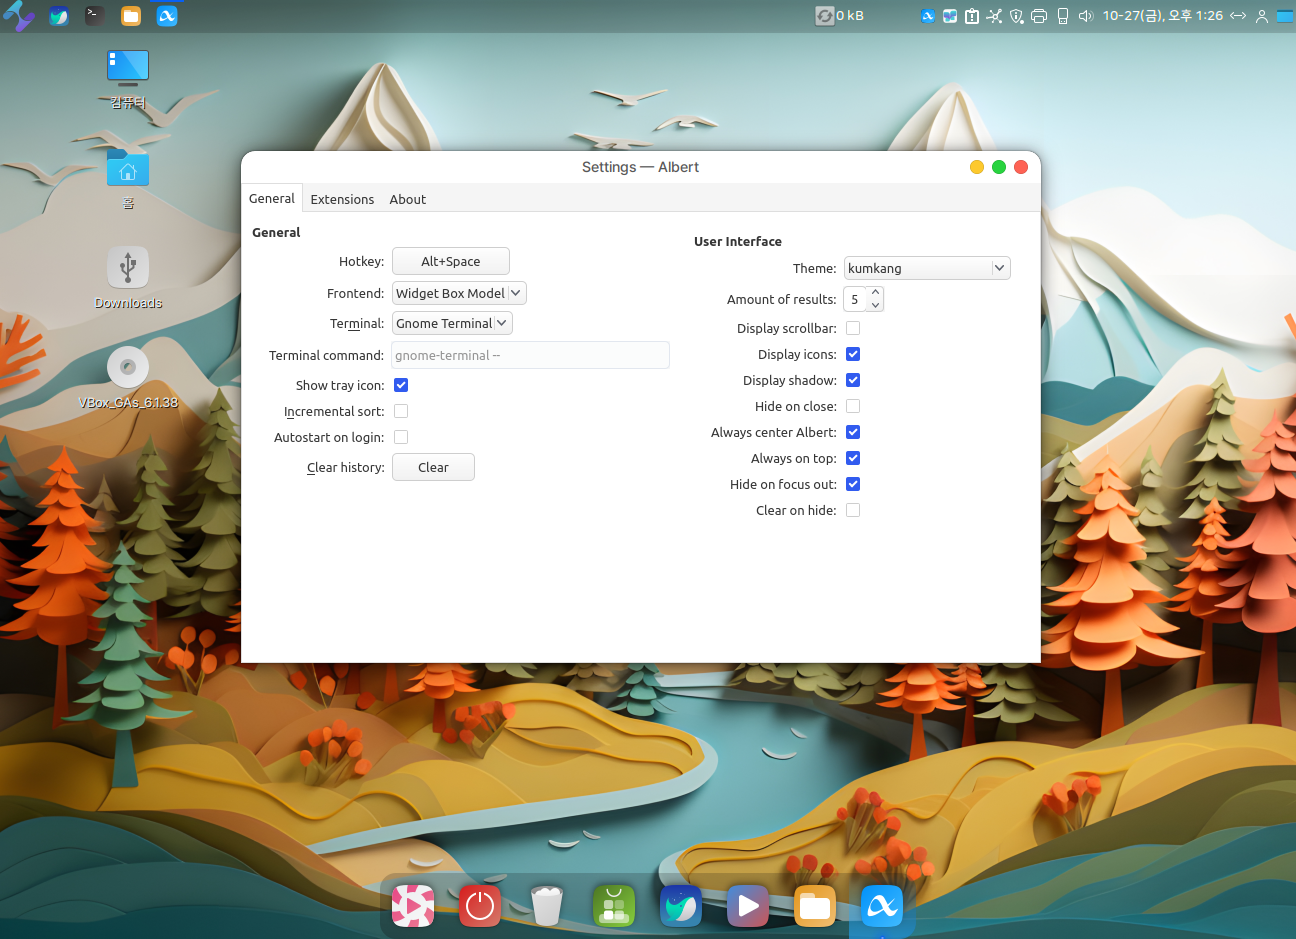 0 kB
10-27(금), 오후 1:26
컴퓨터
홈
Downloads
VBox_GAs_6.1.38
Settings — Albert
General
Extensions
About
General
Hotkey:
Alt+Space
Frontend:
Widget Box Model
Terminal:
Gnome Terminal
Terminal command:
gnome-terminal --
Show tray icon:
Incremental sort:
Autostart on login:
Clear history:
Clear
User Interface
Theme:
kumkang
Amount of results:
5
Display scrollbar:
Display icons:
Display shadow:
Hide on close:
Always center Albert:
Always on top:
Hide on focus out:
Clear on hide: